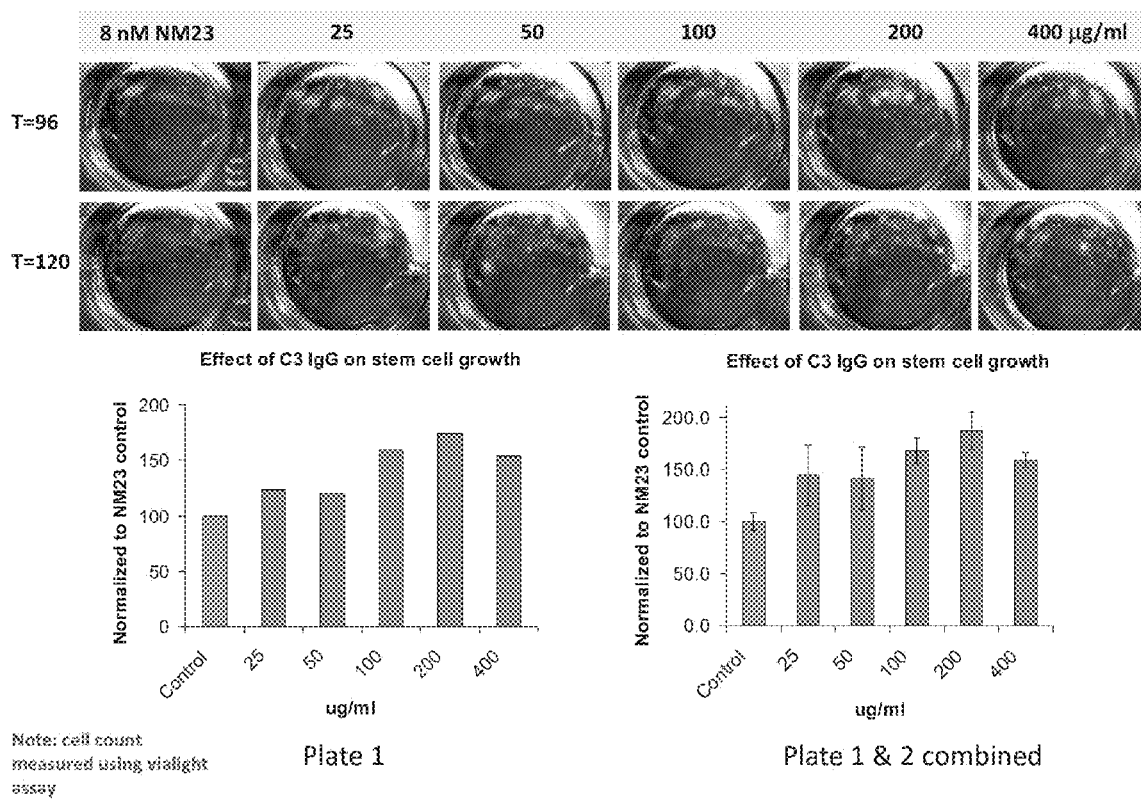 8 nM NM23 25 50 100 200 400 µg/ml
T=96
T=120
Effect of C3 IgG on stem cell growth
Normalized to NM23 control
200
150
100
50
0
Control 25 50 100 200 400
ug/ml
Plate 1
Effect of C3 IgG on stem cell growth
Normalized to NM23 control
200.0
150.0
100.0
50.0
0.0
Control 25 50 100 200 400
ug/ml
Plate 1 & 2 combined
Note: cell count
measured using vialight
assay